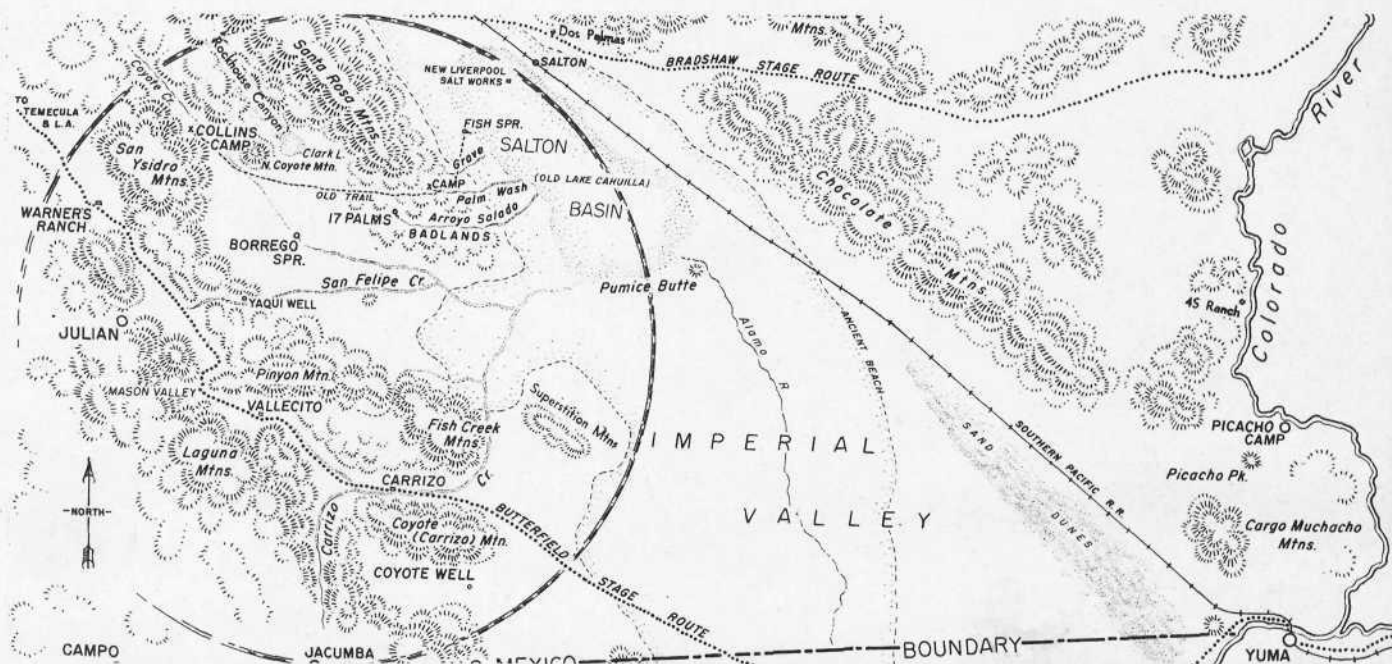 Mtns.
Dos Palmas
SALTON
BRADSHAW STAGE ROUTE
NEW LIVERPOOL
SALT WORKS
River
Coyote Cr.
Rockhouse Canyon
Santa Rosa Mtns.
TO
TEMECULA
& L.A.
COLLINS
CAMP
San
Ysidro
Mtns.
Clark L.
N. Coyote Mtn.
FISH SPR.
Grove
SALTON
CAMP
(OLD LAKE CAHUILLA)
OLD TRAIL
Palm Wash
BASIN
17 PALMS
Arroyo Salado
BADLANDS
WARNER'S
RANCH
BORREGO
SPR.
San Felipe Cr.
YAQUI WELL
Pumice Butte
Chocolate
Mtns.
Colorado
4S Ranch
JULIAN
Alamo R.
ANCIENT BEACH
Pinyon Mtn.
MASON VALLEY
VALLECITO
Superstition Mtns
Fish Creek
Mtns.
SOUTHERN PACIFIC R.R.
SAND
DUNES
PICACHO
CAMP
Picacho Pk.
IMPERIAL
VALLEY
Laguna
Mtns.
CARRIZO
Cr.
-NORTH-
Carrizo
Coyote
(Carrizo) Mtn.
BUTTERFIELD
STAGE
ROUTE
Cargo Muchacho
Mtns.
COYOTE WELL
CAMPO
JACUMBA
MEXICO
BOUNDARY
YUMA